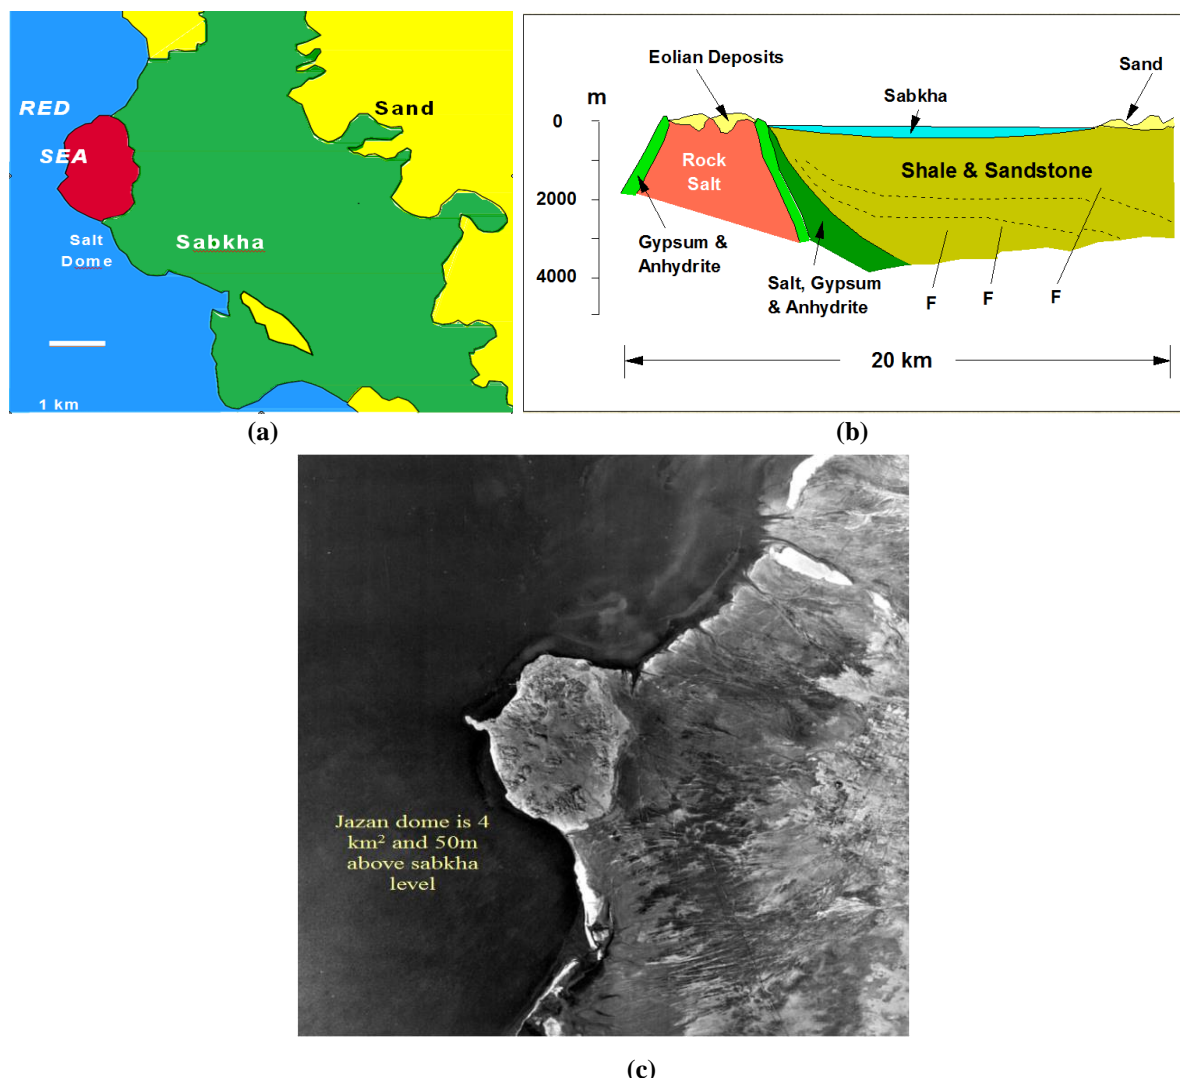 RED
SEA
Sand
Sabkha
Salt
Dome
1 km
(a)
Eolian Deposits
Sand
Sabkha
m
0
2000
4000
Rock
Salt
Shale & Sandstone
Gypsum &
Anhydrite
Salt, Gypsum
& Anhydrite
F
F
F
20 km
(b)
Jazan dome is 4
km² and 50m
above sabkha
level
(c)